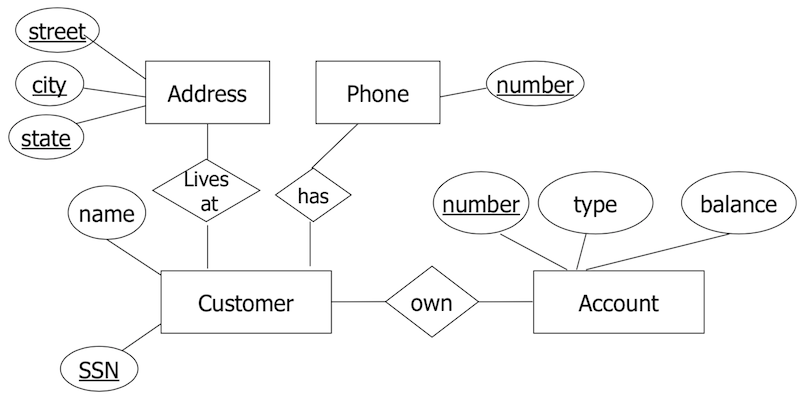 street
city
state
Address
Phone
number
Lives
at
has
name
number
type
balance
Customer
own
Account
SSN